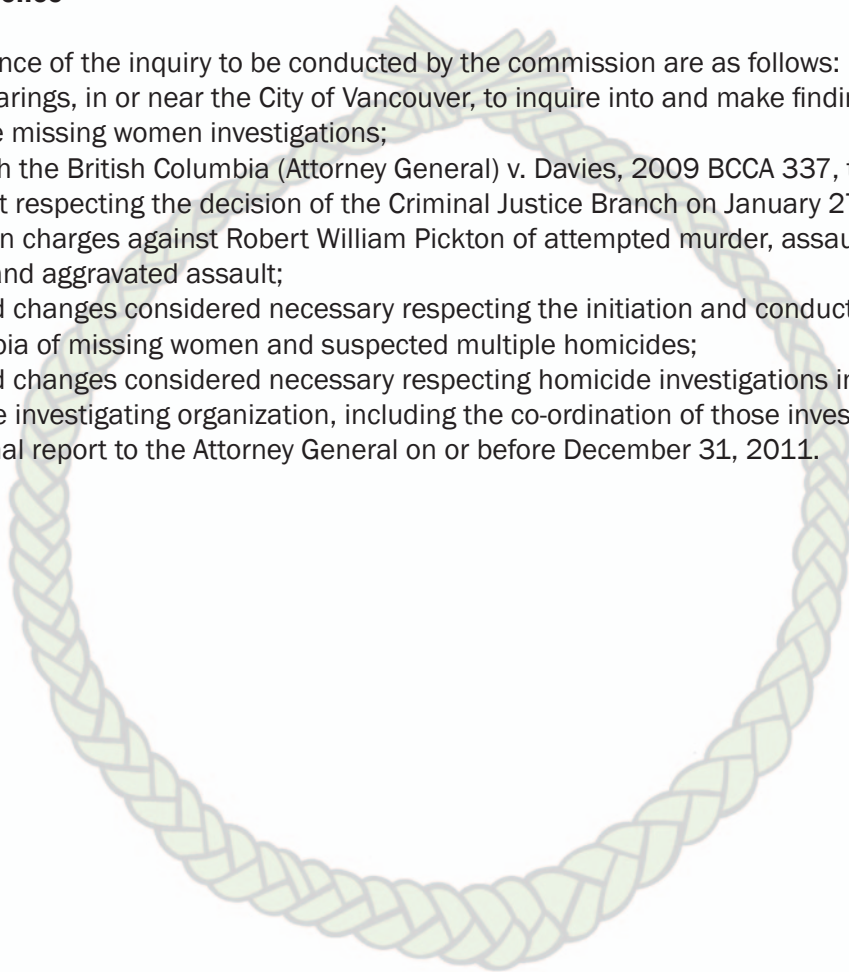 nce of the inquiry to be conducted by the commission are as follows:
arings, in or near the City of Vancouver, to inquire into and make findin
e missing women investigations;
h the British Columbia (Attorney General) v. Davies, 2009 BCCA 337, t
t respecting the decision of the Criminal Justice Branch on January 27
n charges against Robert William Pickton of attempted murder, assau
and aggravated assault;
d changes considered necessary respecting the initiation and conduct
bia of missing women and suspected multiple homicides;
d changes considered necessary respecting homicide investigations in
e investigating organization, including the co-ordination of those inves
nal report to the Attorney General on or before December 31, 2011.